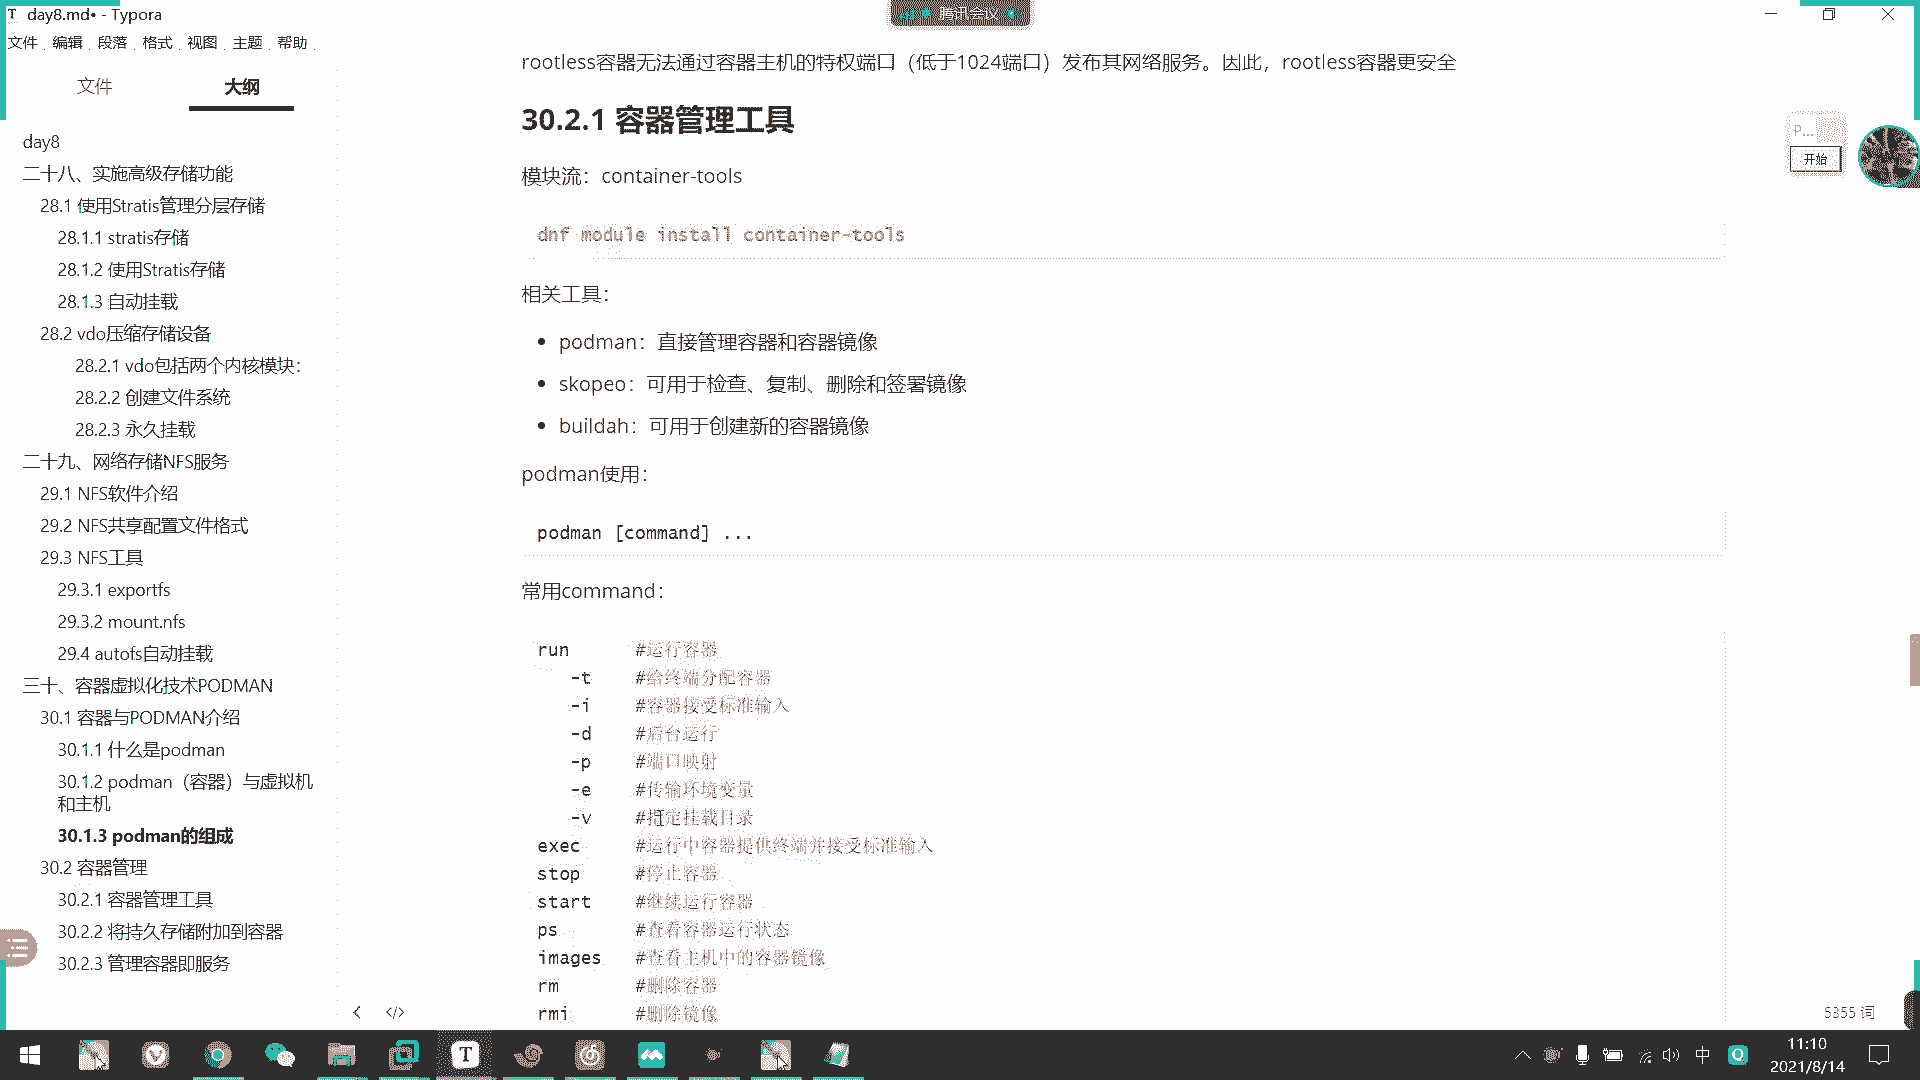 day8.md• - Typora
腾讯会议
文件 编辑 段落 格式 视图 主题 帮助
文件 大纲
day8
二十八、实施高级存储功能
28.1 使用Stratis管理分层存储
28.1.1 stratis存储
28.1.2 使用Stratis存储
28.1.3 自动挂载
28.2 vdo压缩存储设备
28.2.1 vdo包括两个内核模块：
28.2.2 创建文件系统
28.2.3 永久挂载
二十九、网络存储NFS服务
29.1 NFS软件介绍
29.2 NFS共享配置文件格式
29.3 NFS工具
29.3.1 exportfs
29.3.2 mount.nfs
29.4 autofs自动挂载
三十、容器虚拟化技术PODMAN
30.1 容器与PODMAN介绍
30.1.1 什么是podman
30.1.2 podman（容器）与虚拟机
和主机
30.1.3 podman的组成
30.2 容器管理
30.2.1 容器管理工具
30.2.2 将持久存储附加到容器
30.2.3 管理容器即服务
rootless容器无法通过容器主机的特权端口（低于1024端口）发布其网络服务。因此，rootless容器更安全
30.2.1 容器管理工具
模块流：container-tools
dnf module install container-tools
相关工具：
• podman：直接管理容器和容器镜像
• skopeo：可用于检查、复制、删除和签署镜像
• buildah：可用于创建新的容器镜像
podman使用：
podman [command] ...
常用command：
run #运行容器
-t #给终端分配容器
-i #容器接受标准输入
-d #后台运行
-p #端口映射
-e #传输环境变量
-v #指定挂载目录
exec #运行中容器提供终端并接受标准输入
stop #停止容器
start #继续运行容器
ps #查看容器运行状态
images #查看主机中的容器镜像
rm #删除容器
rmi #删除镜像
P...
开始
5355 词
中
11:10
2021/8/14